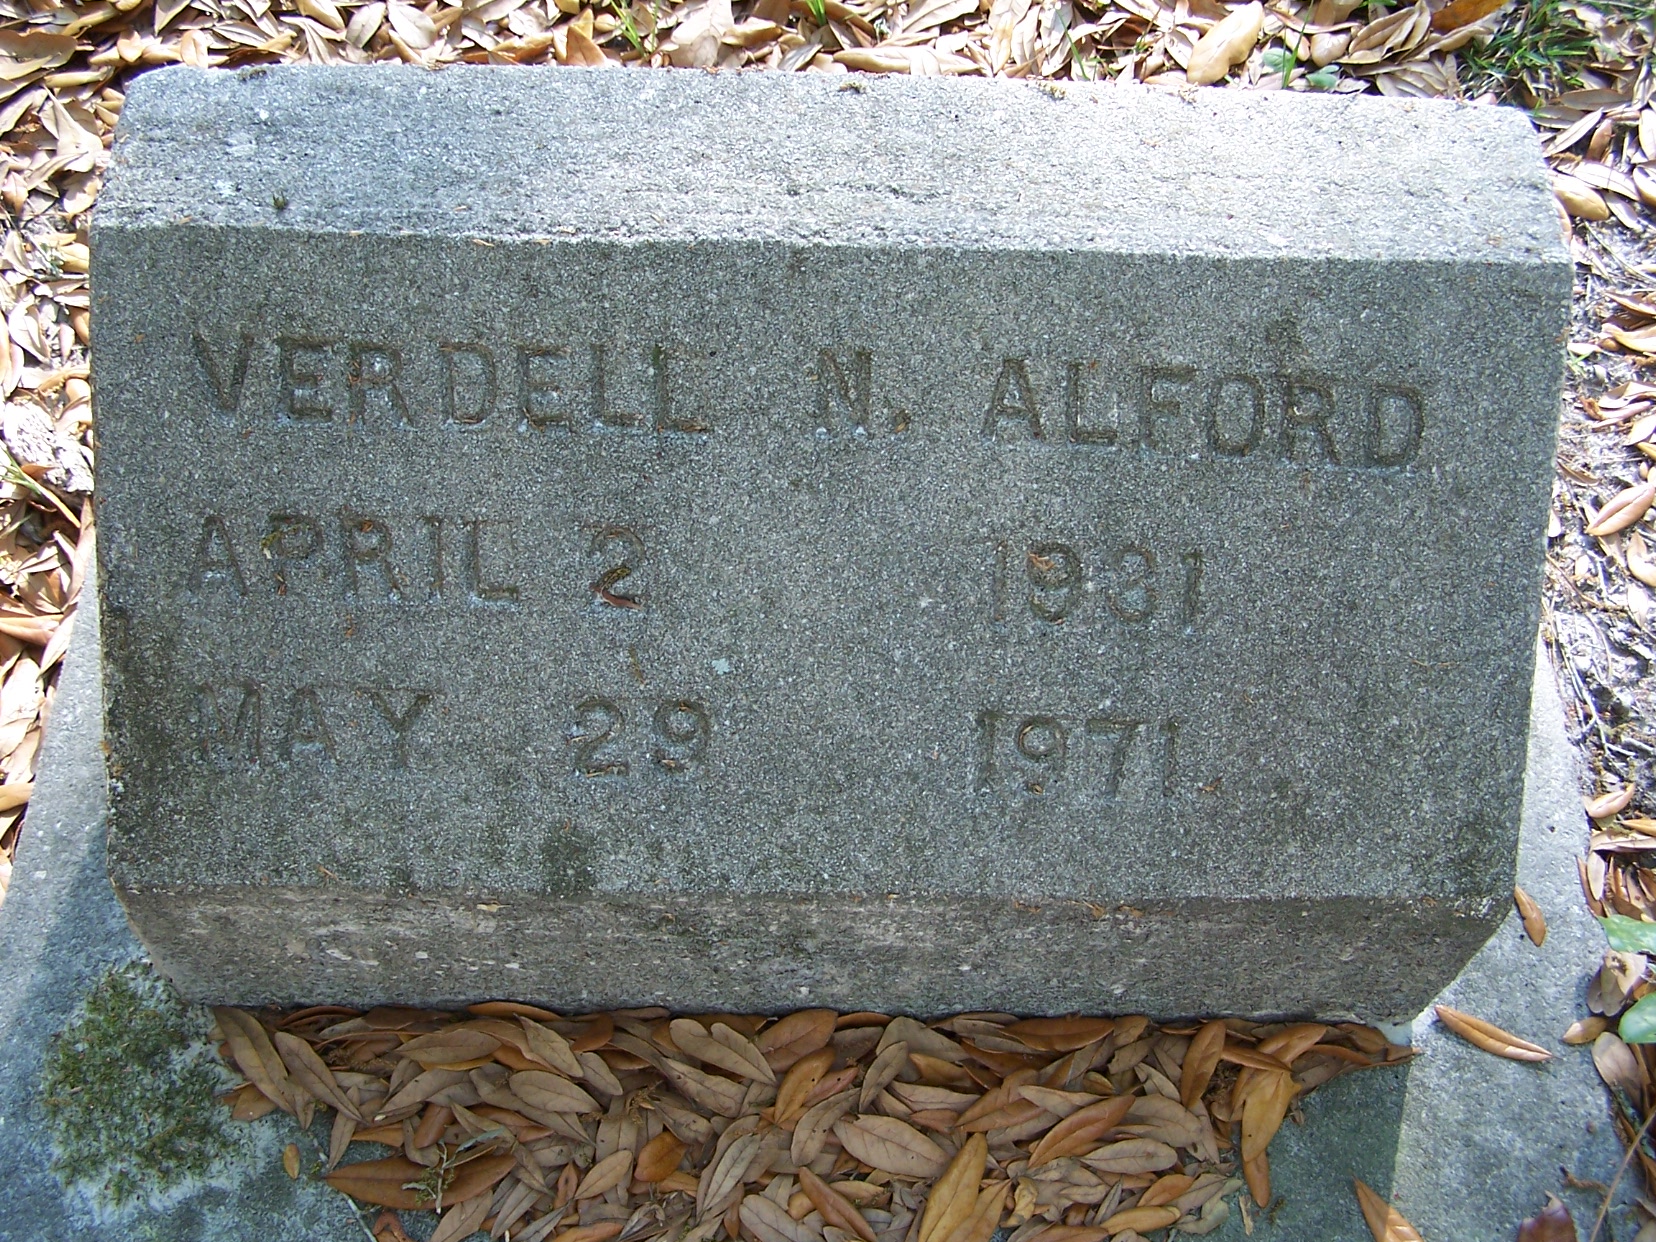 VERDELL N. ALFORD
APRIL 2 1931
MAY 29 1971